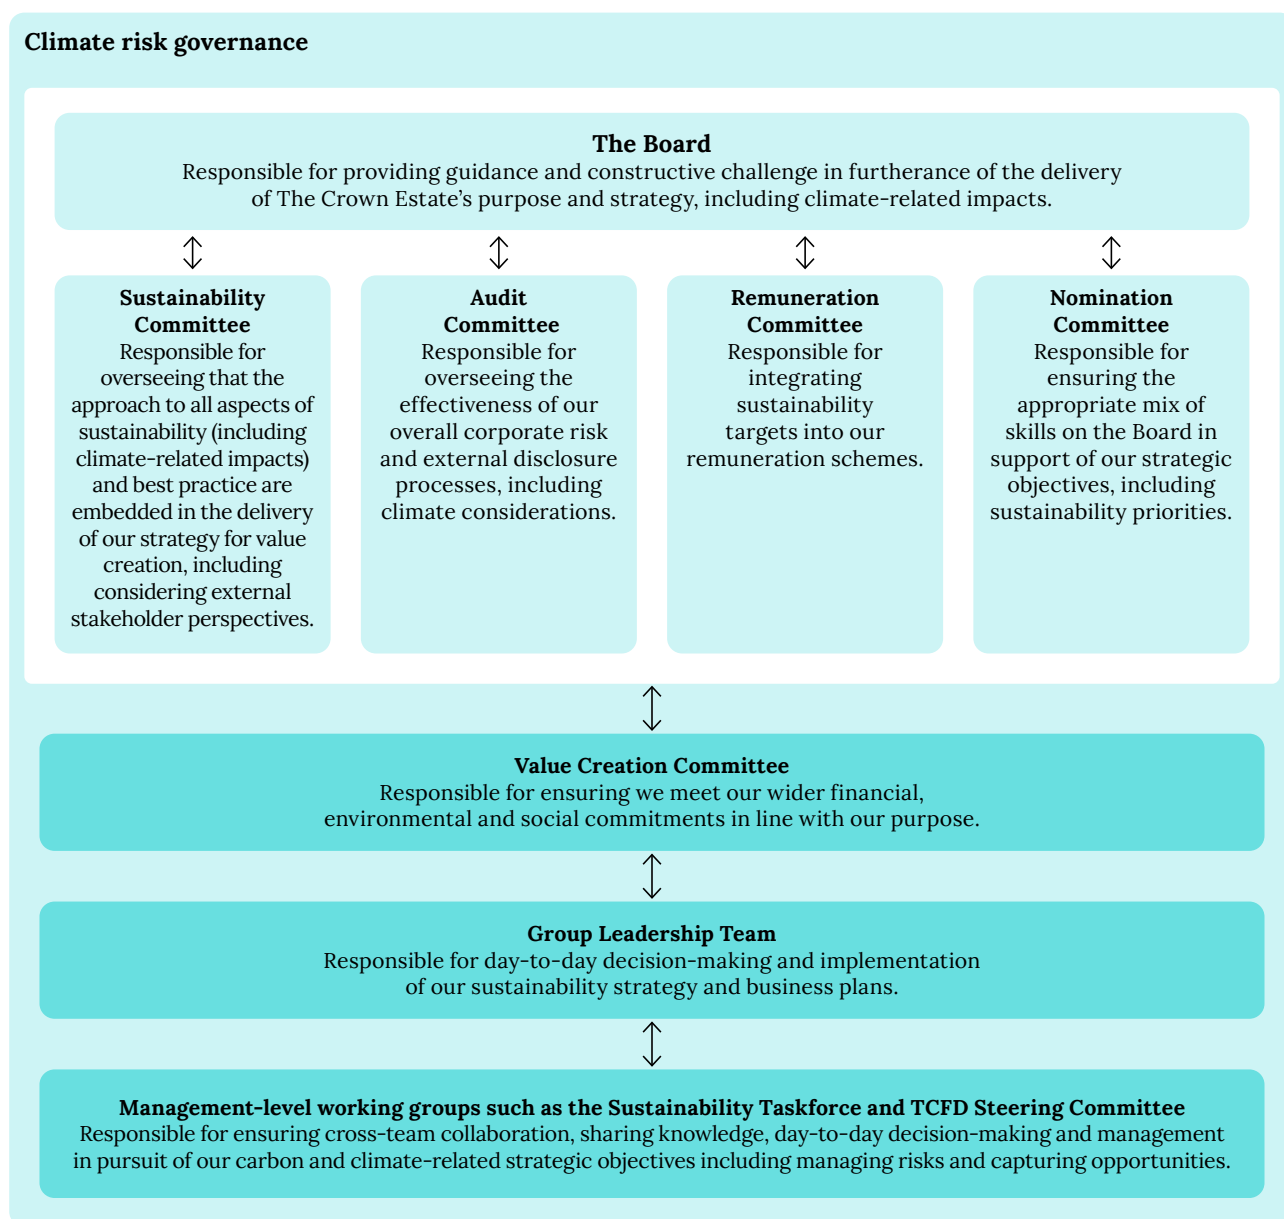 Climate risk governance
The Board
Responsible for providing guidance and constructive challenge in furtherance of the delivery
of The Crown Estate’s purpose and strategy, including climate-related impacts.
Sustainability
Committee
Responsible for
overseeing that the
approach to all aspects of
sustainability (including
climate-related impacts)
and best practice are
embedded in the delivery
of our strategy for value
creation, including
considering external
stakeholder perspectives.
Audit
Committee
Responsible for
overseeing the
effectiveness of our
overall corporate risk
and external disclosure
processes, including
climate considerations.
Remuneration
Committee
Responsible for
integrating
sustainability
targets into our
remuneration schemes.
Nomination
Committee
Responsible for
ensuring the
appropriate mix of
skills on the Board in
support of our strategic
objectives, including
sustainability priorities.
Value Creation Committee
Responsible for ensuring we meet our wider financial,
environmental and social commitments in line with our purpose.
Group Leadership Team
Responsible for day-to-day decision-making and implementation
of our sustainability strategy and business plans.
Management-level working groups such as the Sustainability Taskforce and TCFD Steering Committee
Responsible for ensuring cross-team collaboration, sharing knowledge, day-to-day decision-making and management
in pursuit of our carbon and climate-related strategic objectives including managing risks and capturing opportunities.